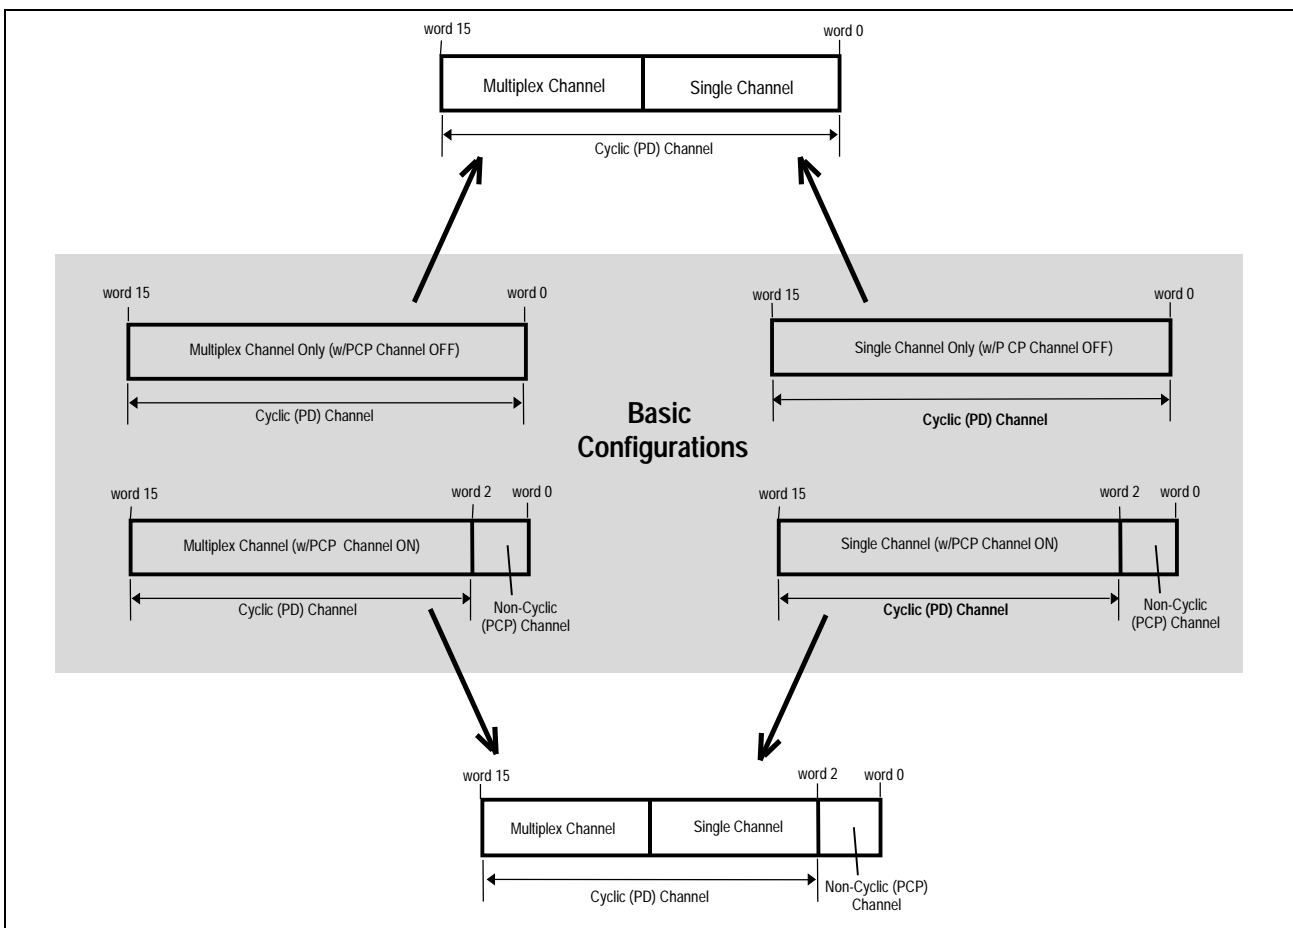 word 15
word 0
Multiplex Channel
Single Channel
Cyclic (PD) Channel
word 15
word 0
word 15
word 0
Multiplex Channel Only (w/PCP Channel OFF)
Single Channel Only (w/P CP Channel OFF)
Cyclic (PD) Channel
Cyclic (PD) Channel
Basic
Configurations
word 15
word 2
word 0
word 15
word 2
word 0
Multiplex Channel (w/PCP Channel ON)
Single Channel (w/PCP Channel ON)
Cyclic (PD) Channel
Non-Cyclic
(PCP) Channel
Cyclic (PD) Channel
Non-Cyclic
(PCP) Channel
word 15
word 2
word 0
Multiplex Channel
Single Channel
Cyclic (PD) Channel
Non-Cyclic (PCP)
Channel